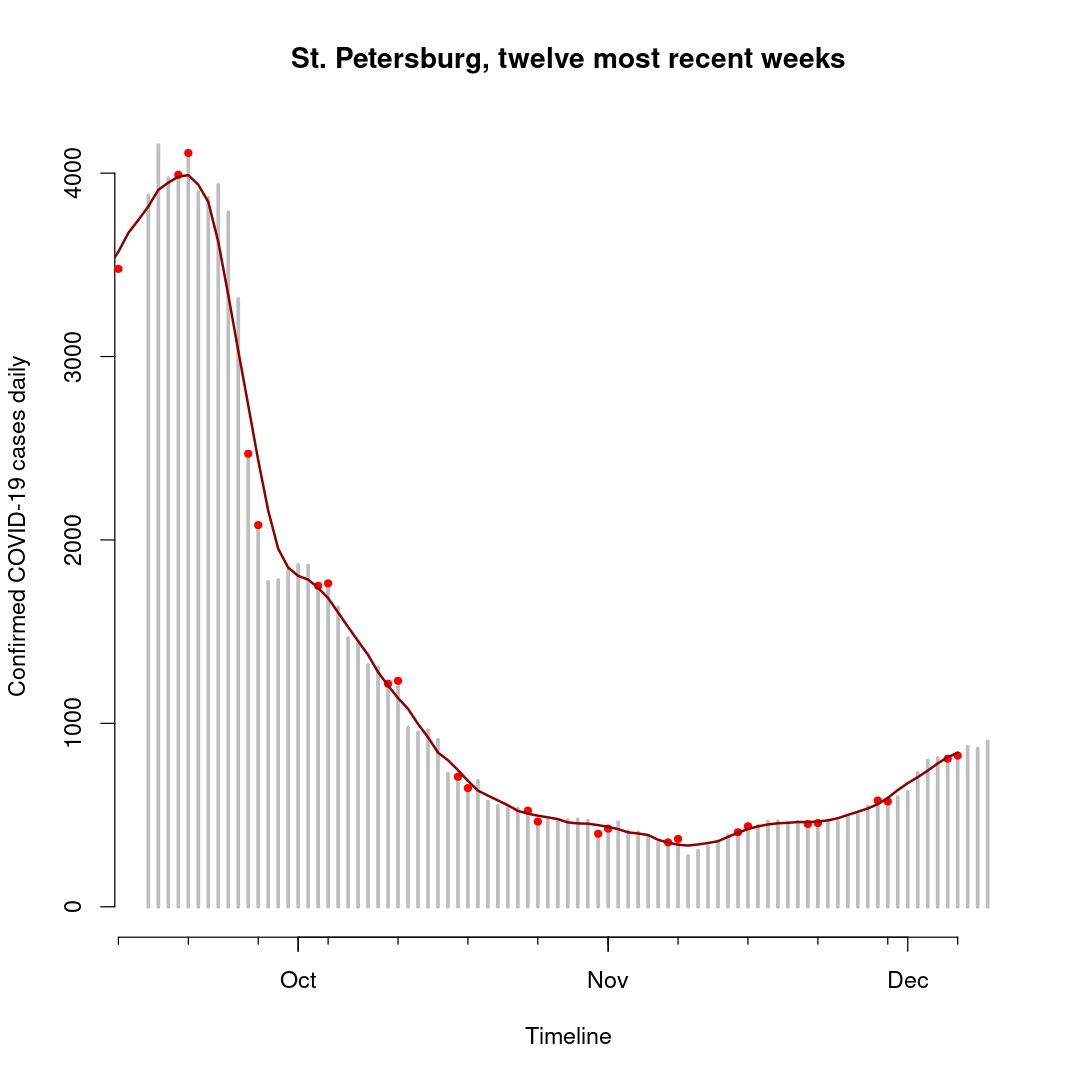 St. Petersburg, twelve most recent weeks
Confirmed COVID-19 cases daily
4000
3000
2000
1000
0
Oct Nov Dec
Timeline